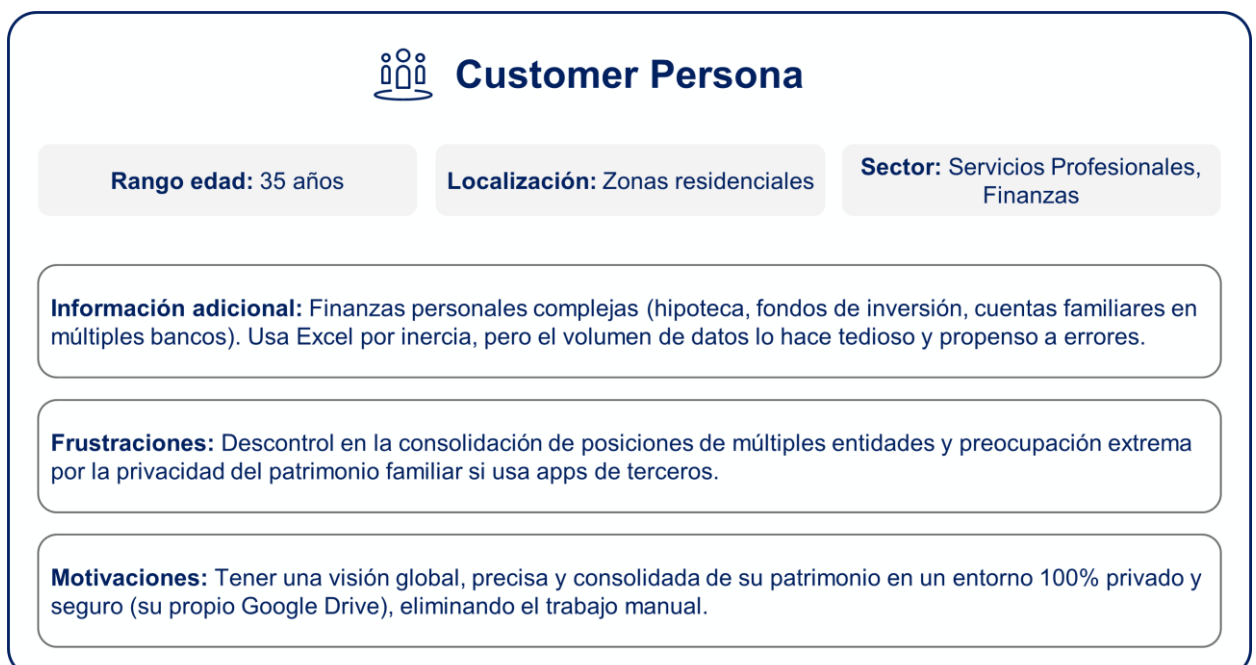 Customer Persona
Rango edad: 35 años
Localización: Zonas residenciales
Sector: Servicios Profesionales,
Finanzas
Información adicional: Finanzas personales complejas (hipoteca, fondos de inversión, cuentas familiares en
múltiples bancos). Usa Excel por inercia, pero el volumen de datos lo hace tedioso y propenso a errores.
Frustraciones: Descontrol en la consolidación de posiciones de múltiples entidades y preocupación extrema
por la privacidad del patrimonio familiar si usa apps de terceros.
Motivaciones: Tener una visión global, precisa y consolidada de su patrimonio en un entorno 100% privado y
seguro (su propio Google Drive), eliminando el trabajo manual.